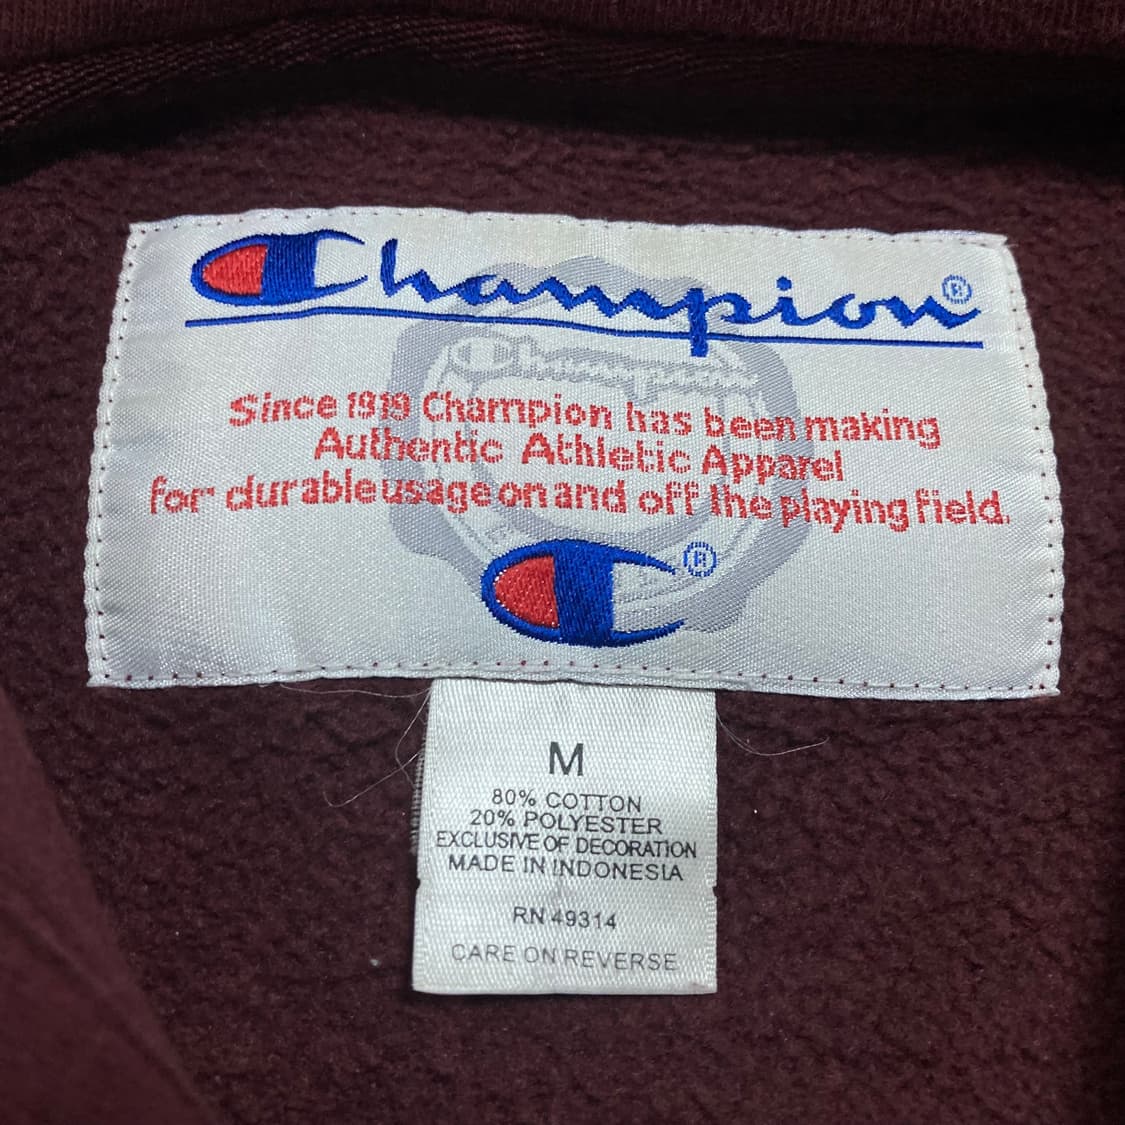 Champion®
Champion
Since 1919 Champion has been making
Authentic Athletic Apparel
for durable usage on and off the playing field.
®
M
80% COTTON
20% POLYESTER
EXCLUSIVE OF DECORATION
MADE IN INDONESIA
RN 49314
CARE ON REVERSE